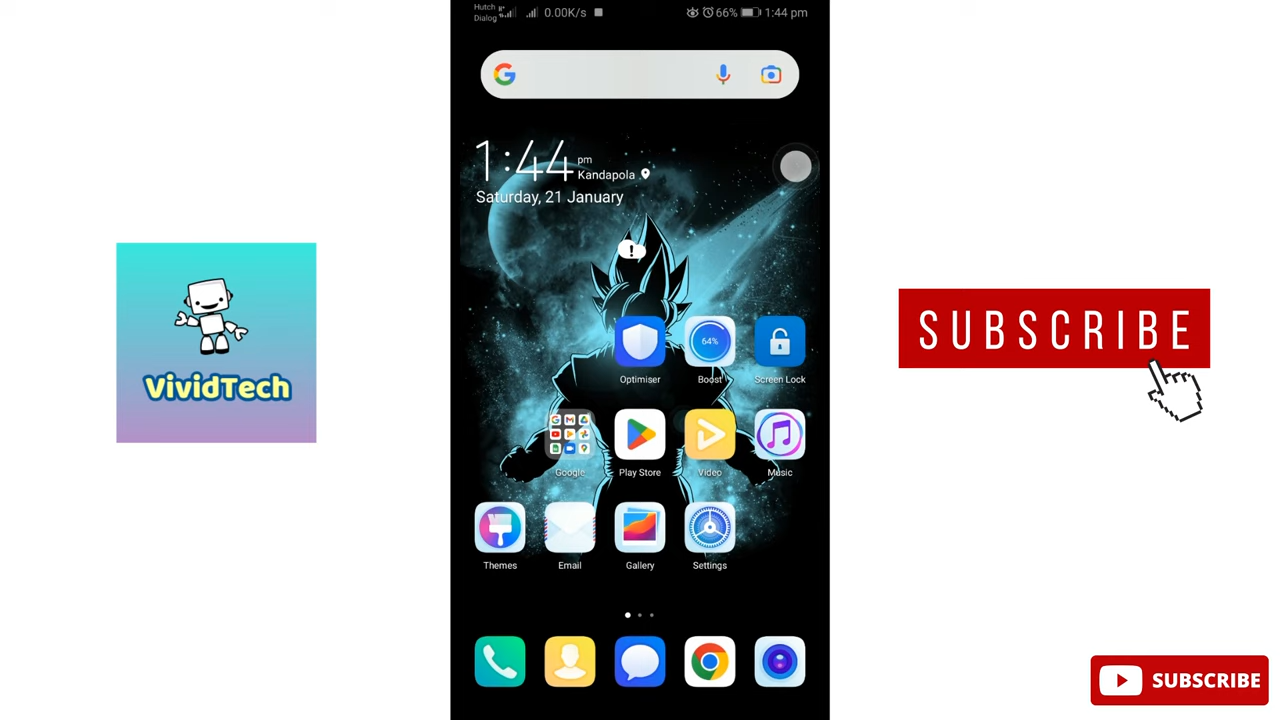 Hutch
Dialog
0.00K/s
66%
1:44 pm
1:44 pm
Kandapola
Saturday, 21 January
!
64%
Optimiser
Boost
Screen Lock
Google
Play Store
Video
Music
Themes
Email
Gallery
Settings
VividTech
SUBSCRIBE
SUBSCRIBE